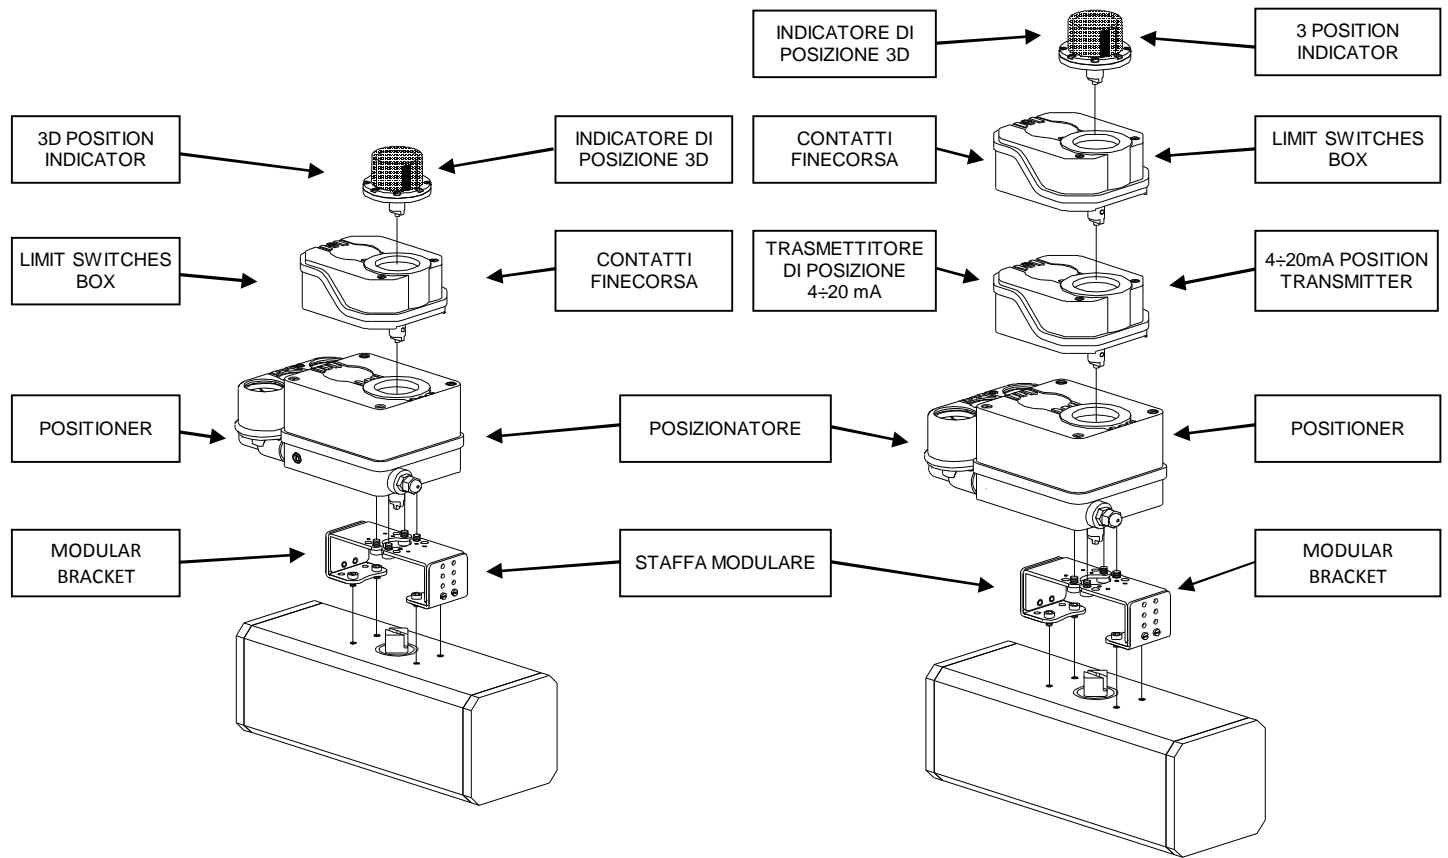 3D POSITION
INDICATOR
INDICATORE DI
POSIZIONE 3D
LIMIT SWITCHES
BOX
CONTATTI
FINECORSA
POSITIONER
POSIZIONATORE
MODULAR
BRACKET
STAFFA MODULARE
INDICATORE DI
POSIZIONE 3D
3 POSITION
INDICATOR
CONTATTI
FINECORSA
LIMIT SWITCHES
BOX
TRASMETTITORE
DI POSIZIONE
4÷20 mA
4÷20mA POSITION
TRANSMITTER
POSITIONER
MODULAR
BRACKET